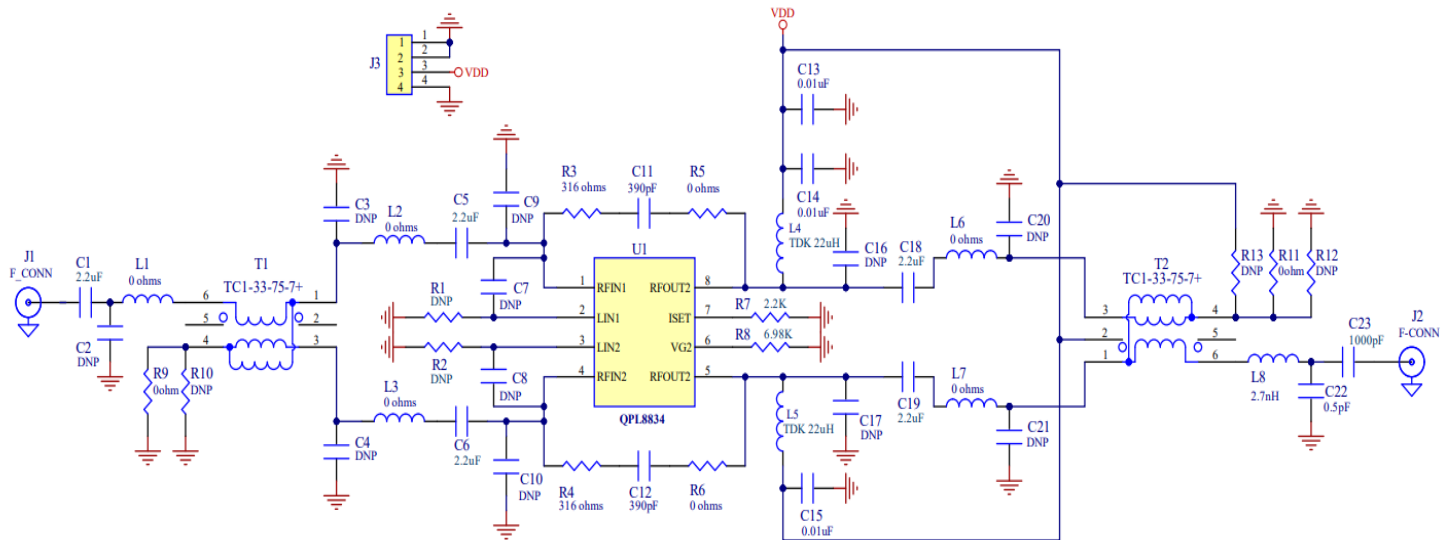 VDD
J3
1
2
3
4
1
2
3
4
VDD
C13
0.01uF
C14
0.01uF
L4
TDK 22uH
C16
DNP
C18
2.2uF
L6
0 ohms
C20
DNP
R13
DNP
R11
0ohm
R12
DNP
R3
316 ohms
C11
390pF
R5
0 ohms
C3
DNP
L2
0 ohms
C5
2.2uF
C9
DNP
J1
F_CONN
C1
2.2uF
L1
0 ohms
T1
TC1-33-75-7+
6
5
4
1
2
3
C2
DNP
R9
0ohm
R10
DNP
C7
DNP
R1
DNP
R2
DNP
C8
DNP
U1
1
2
3
4
RFIN1
LIN1
LIN2
RFIN2
RFOUT2
ISET
VG2
RFOUT2
8
7
6
5
QPL8834
R7
2.2K
R8
6.98K
T2
TC1-33-75-7+
3
2
1
4
5
6
J2
F-CONN
C23
1000pF
L8
2.7nH
C22
0.5pF
L3
0 ohms
C6
2.2uF
C4
DNP
C10
DNP
R4
316 ohms
C12
390pF
R6
0 ohms
L5
TDK 22uH
C17
DNP
C19
2.2uF
L7
0 ohms
C21
DNP
C15
0.01uF